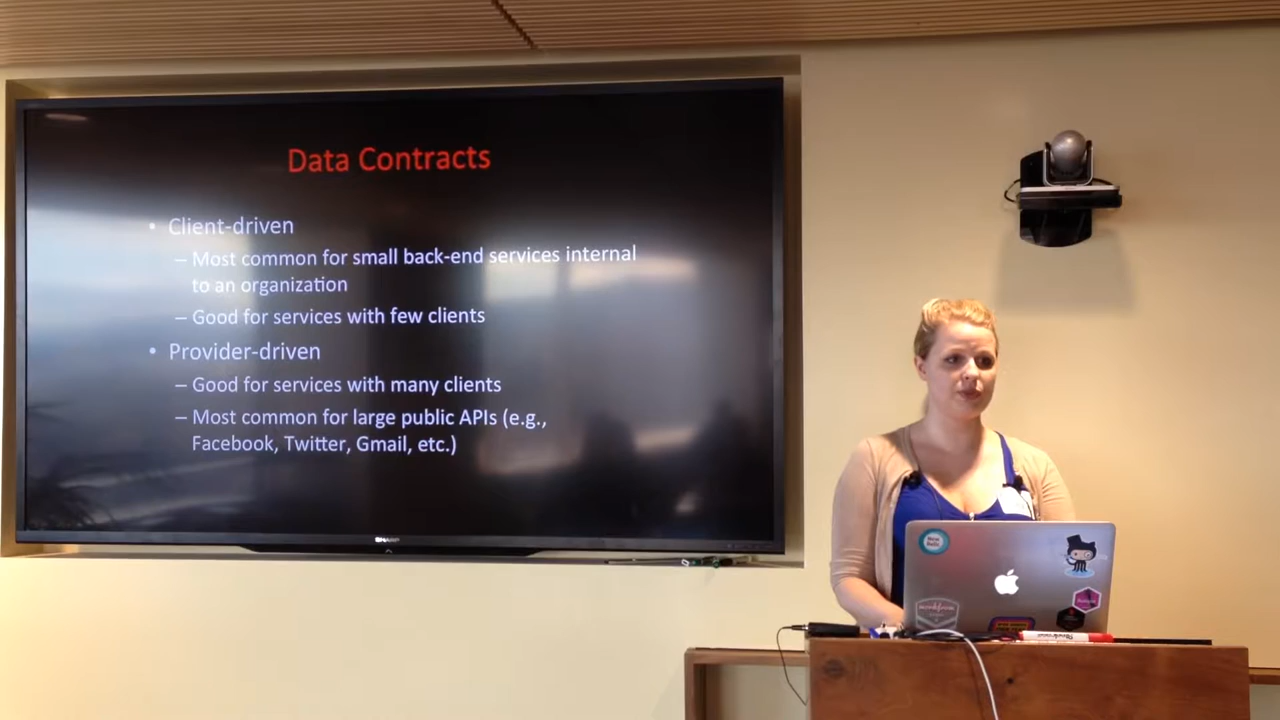 Data Contracts
• Client-driven
– Most common for small back-end services internal
to an organization
– Good for services with few clients
• Provider-driven
– Good for services with many clients
– Most common for large public APIs (e.g.,
Facebook, Twitter, Gmail, etc.)
SHARP